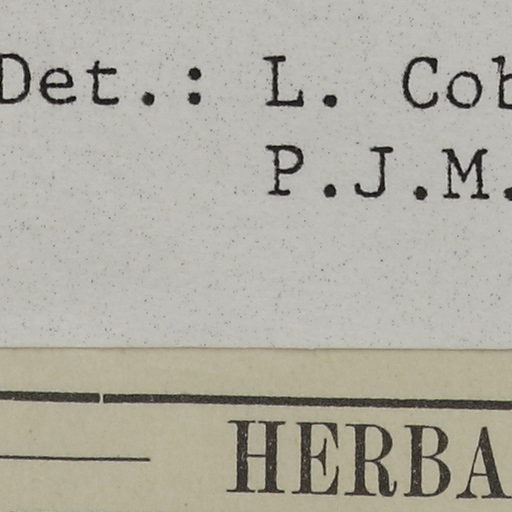 Det.: L. Cob
P.J.M.
HERBA